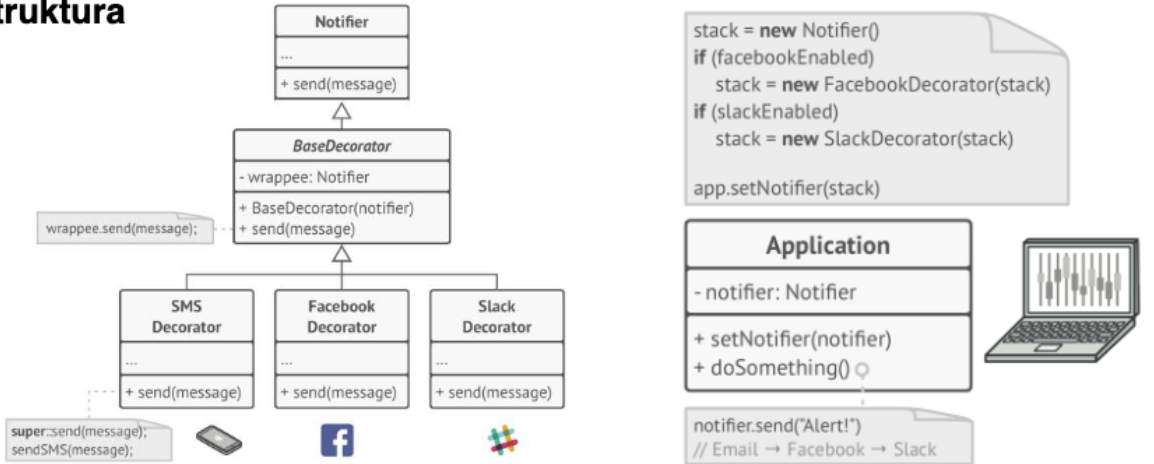 truktura
Notifier
...
+ send(message)
BaseDecorator
- wrappee: Notifier
+ BaseDecorator(notifier)
+ send(message)
wrappee.send(message);
SMS
Decorator
...
+ send(message)
super::send(message);
sendSMS(message);
Facebook
Decorator
...
+ send(message)
Slack
Decorator
...
+ send(message)
stack = new Notifier()
if (facebookEnabled)
stack = new FacebookDecorator(stack)
if (slackEnabled)
stack = new SlackDecorator(stack)
app.setNotifier(stack)
Application
- notifier: Notifier
+ setNotifier(notifier)
+ doSomething()
notifier.send("Alert!")
// Email → Facebook → Slack